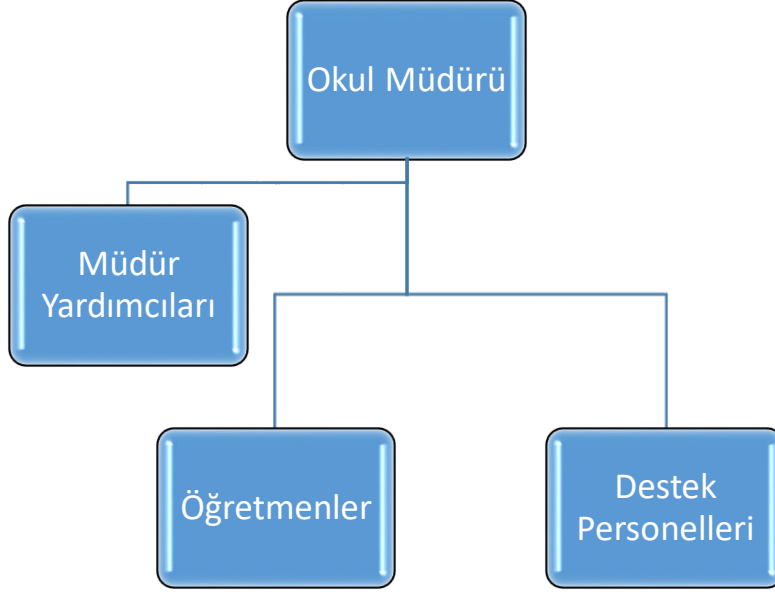 Okul Müdürü
Müdür
Yardımcıları
Öğretmenler
Destek
Personelleri